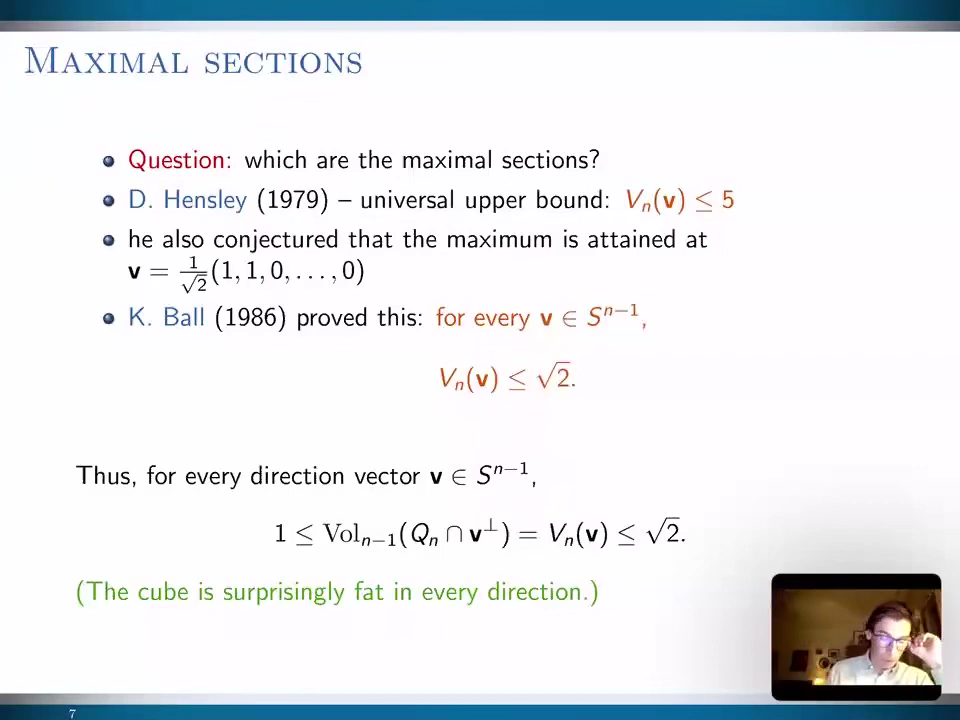 Maximal sections
Question: which are the maximal sections?
D. Hensley (1979) – universal upper bound: Vₙ(v) ≤ 5
he also conjectured that the maximum is attained at
v = 1/√2 (1, 1, 0, . . . , 0)
K. Ball (1986) proved this: for every v ∈ Sⁿ⁻¹,
Vₙ(v) ≤ √2.
Thus, for every direction vector v ∈ Sⁿ⁻¹,
1 ≤ Volₙ₋₁(Qₙ ∩ v⊥) = Vₙ(v) ≤ √2.
(The cube is surprisingly fat in every direction.)
7